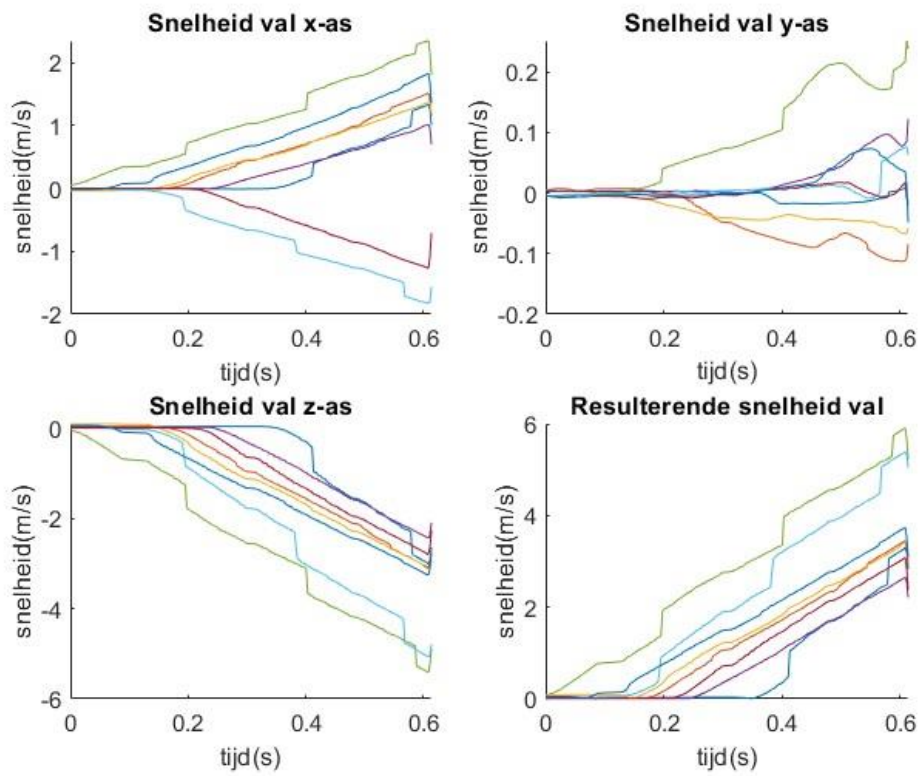 Snelheid val x-as
snelheid(m/s)
2
1
0
-1
-2
0
0.2
0.4
0.6
tijd(s)
Snelheid val y-as
snelheid(m/s)
0.2
0.1
0
-0.1
-0.2
0
0.2
0.4
0.6
tijd(s)
Snelheid val z-as
snelheid(m/s)
0
-2
-4
-6
0
0.2
0.4
0.6
tijd(s)
Resulterende snelheid val
snelheid(m/s)
6
4
2
0
0
0.2
0.4
0.6
tijd(s)